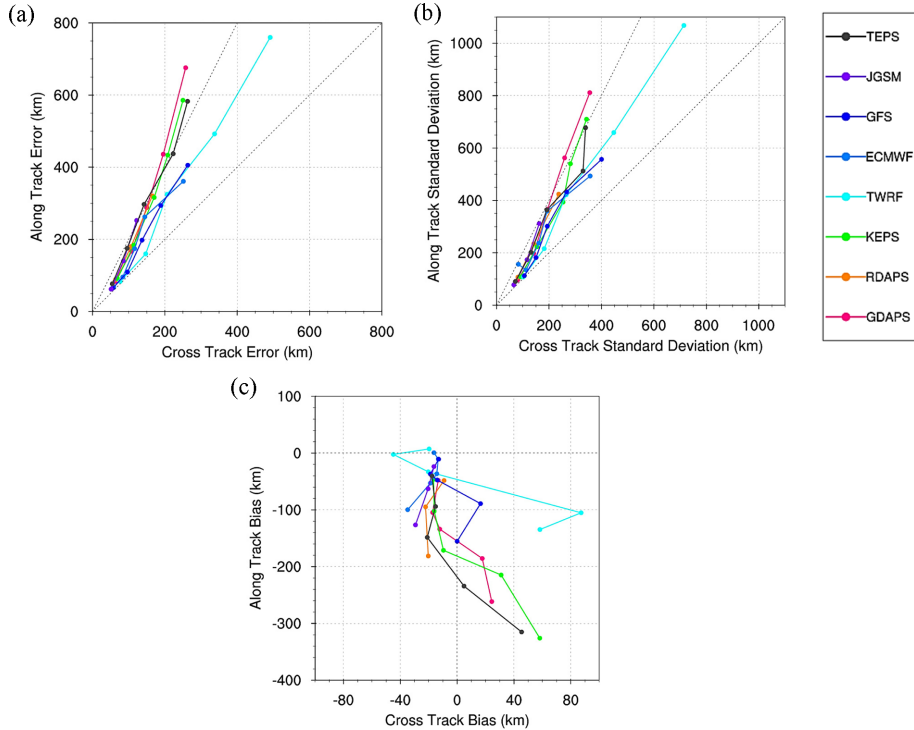 (a)
800
600
400
200
0
Along Track Error (km)
0 200 400 600 800
Cross Track Error (km)
(b)
1000
800
600
400
200
0
Along Track Standard Deviation (km)
0 200 400 600 800 1000
Cross Track Standard Deviation (km)
TEPS
JGSM
GFS
ECMWF
TWRF
KEPS
RDAPS
GDAPS
(c)
100
0
-100
-200
-300
-400
Along Track Bias (km)
-80 -40 0 40 80
Cross Track Bias (km)